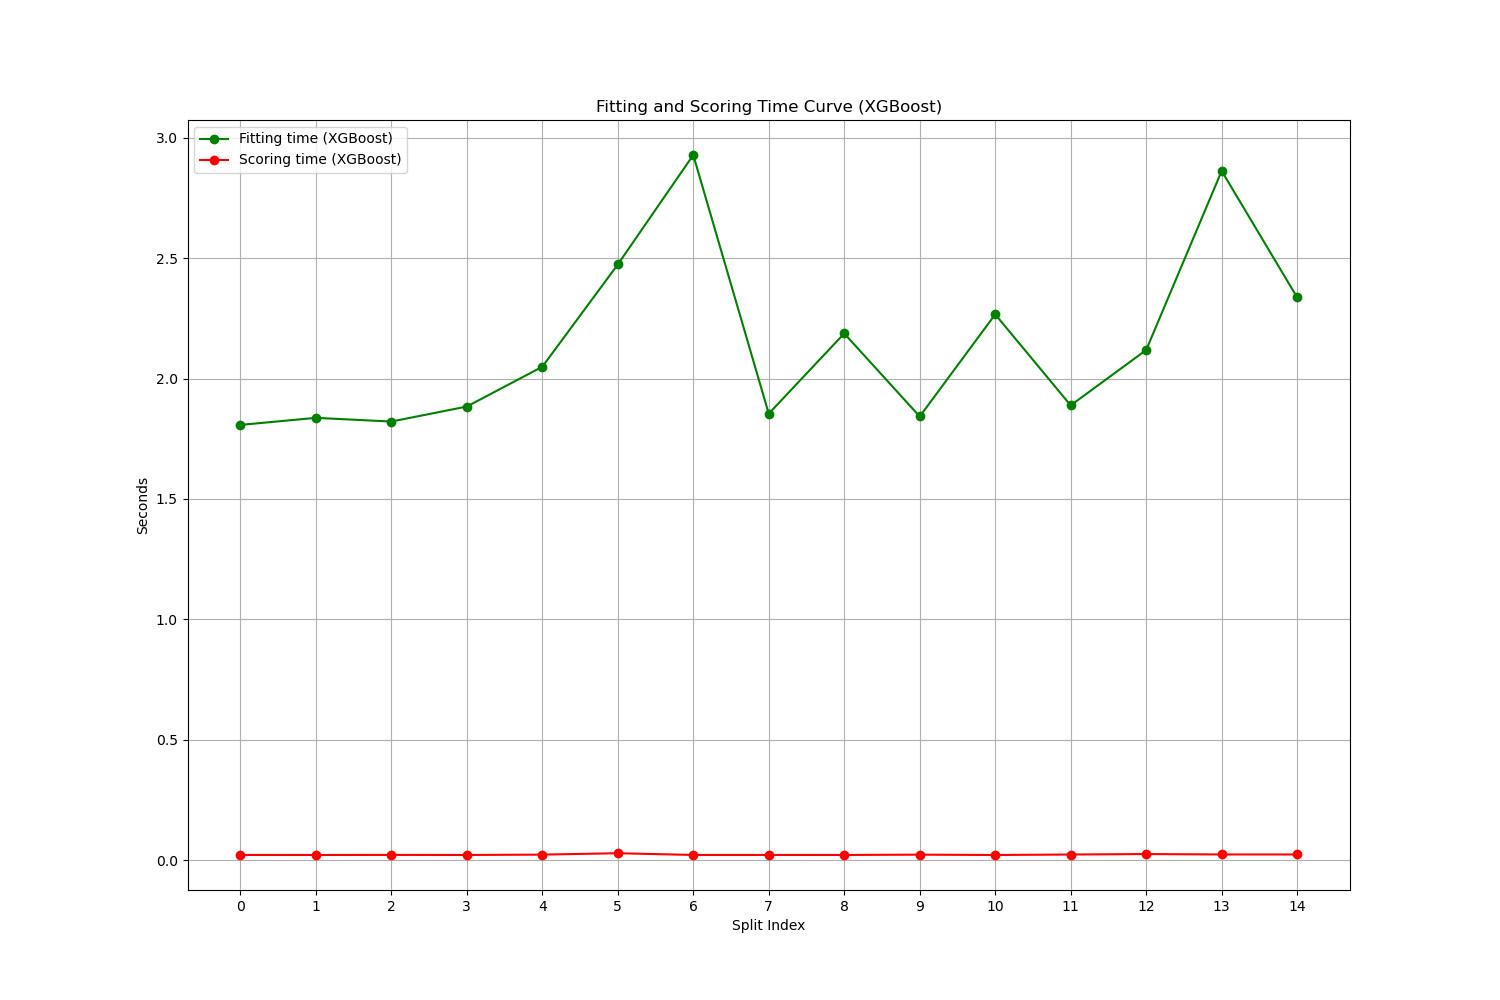 Fitting and Scoring Time Curve (XGBoost)
Fitting time (XGBoost)
Scoring time (XGBoost)
3.0
2.5
2.0
1.5
1.0
0.5
0.0
Seconds
0 1 2 3 4 5 6 7 8 9 10 11 12 13 14
Split Index